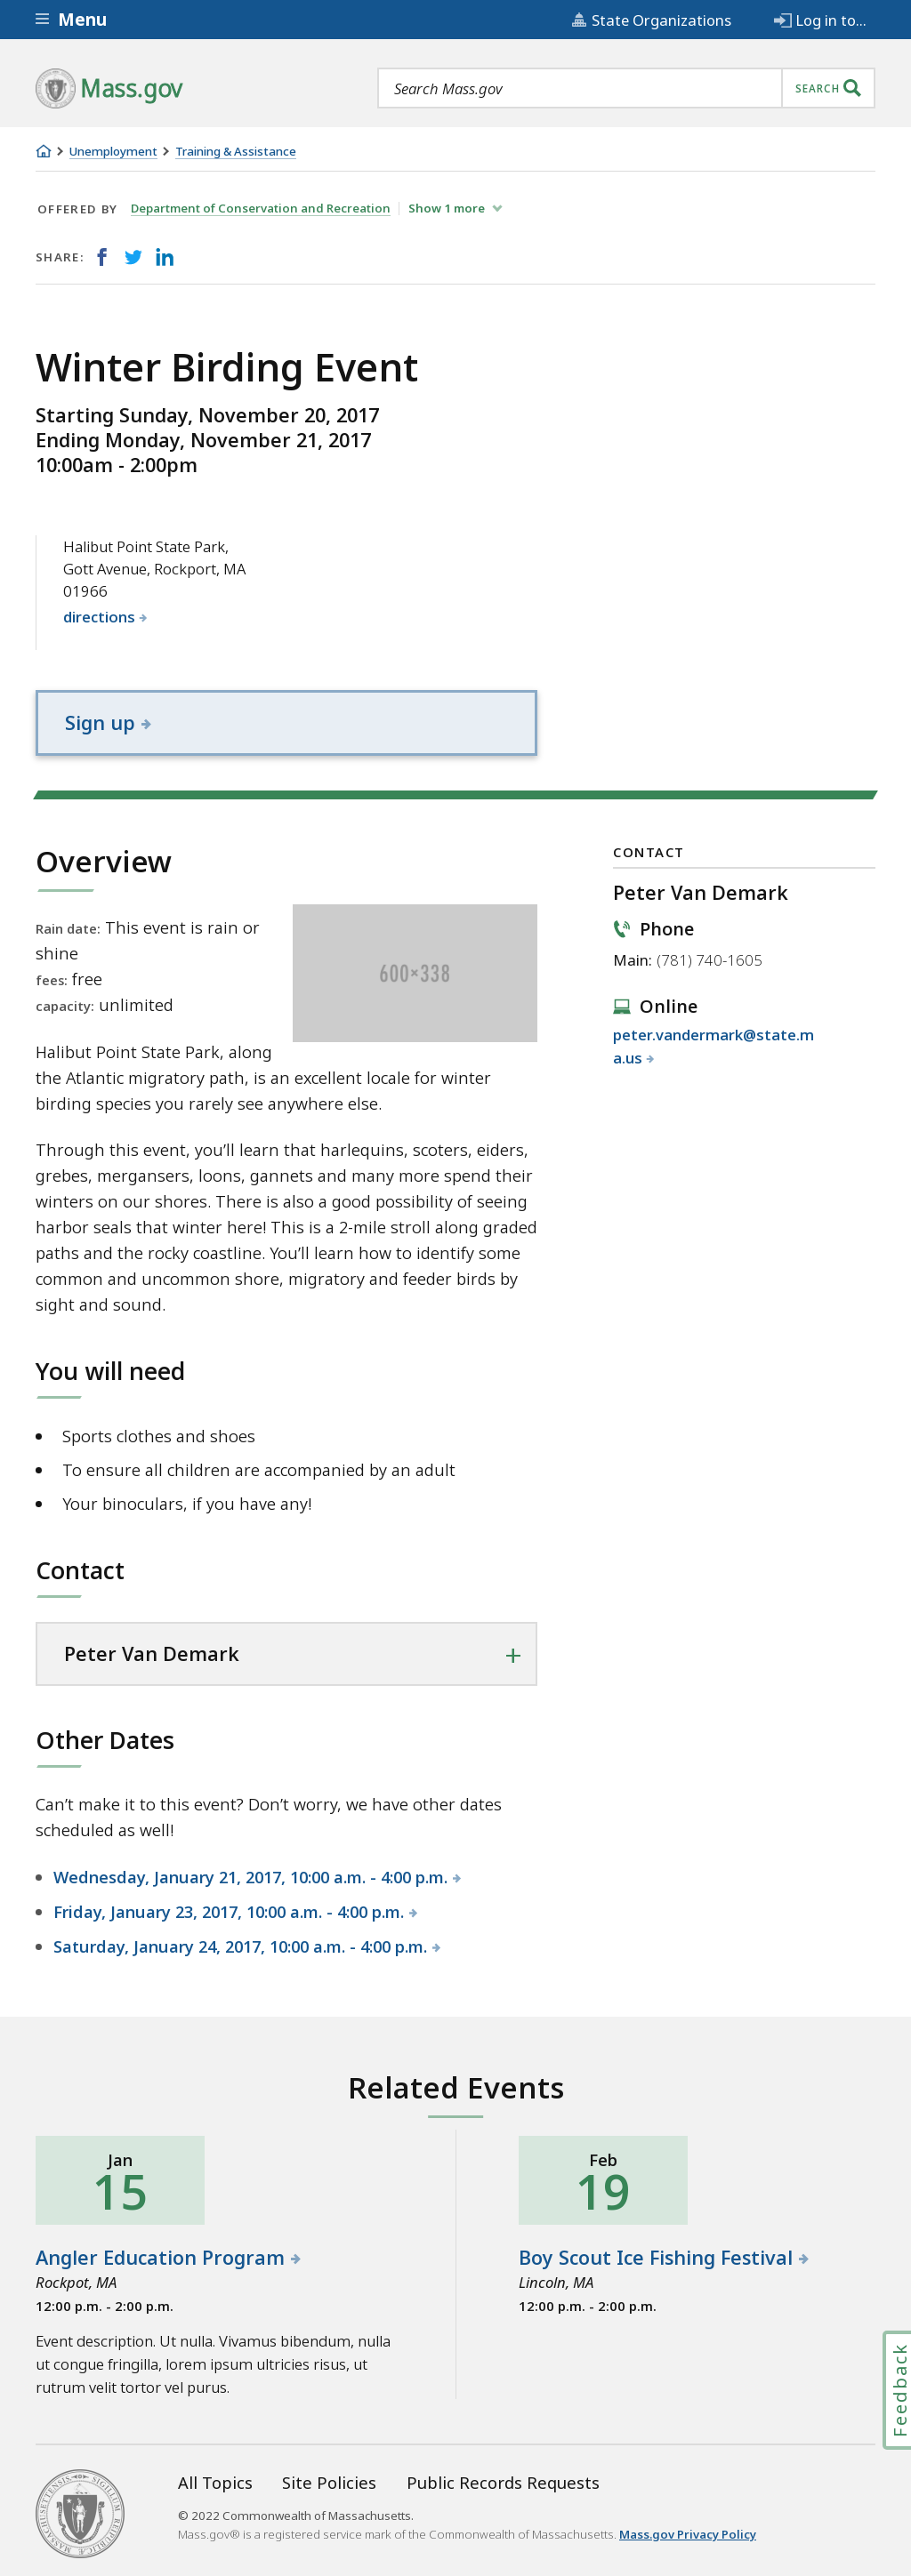 Menu
State Organizations
Log in to...
Mass.gov
Search Mass.gov
SEARCH
Unemployment
Training & Assistance
OFFERED BY
Department of Conservation and Recreation
Show 1 more
SHARE:
Winter Birding Event
Starting Sunday, November 20, 2017
Ending Monday, November 21, 2017
10:00am - 2:00pm
Halibut Point State Park,
Gott Avenue, Rockport, MA
01966
directions
Sign up
Overview
Rain date: This event is rain or
shine
fees: free
capacity: unlimited
600×338
Halibut Point State Park, along
the Atlantic migratory path, is an excellent locale for winter
birding species you rarely see anywhere else.
Through this event, you’ll learn that harlequins, scoters, eiders,
grebes, mergansers, loons, gannets and many more spend their
winters on our shores. There is also a good possibility of seeing
harbor seals that winter here! This is a 2-mile stroll along graded
paths and the rocky coastline. You’ll learn how to identify some
common and uncommon shore, migratory and feeder birds by
sight and sound.
You will need
Sports clothes and shoes
To ensure all children are accompanied by an adult
Your binoculars, if you have any!
Contact
Peter Van Demark
Other Dates
Can’t make it to this event? Don’t worry, we have other dates
scheduled as well!
Wednesday, January 21, 2017, 10:00 a.m. - 4:00 p.m.
Friday, January 23, 2017, 10:00 a.m. - 4:00 p.m.
Saturday, January 24, 2017, 10:00 a.m. - 4:00 p.m.
CONTACT
Peter Van Demark
Phone
Main: (781) 740-1605
Online
peter.vandermark@state.m
a.us
Related Events
Jan
15
Angler Education Program
Rockpot, MA
12:00 p.m. - 2:00 p.m.
Event description. Ut nulla. Vivamus bibendum, nulla
ut congue fringilla, lorem ipsum ultricies risus, ut
rutrum velit tortor vel purus.
Feb
19
Boy Scout Ice Fishing Festival
Lincoln, MA
12:00 p.m. - 2:00 p.m.
Feedback
All Topics
Site Policies
Public Records Requests
© 2022 Commonwealth of Massachusetts.
Mass.gov® is a registered service mark of the Commonwealth of Massachusetts. Mass.gov Privacy Policy